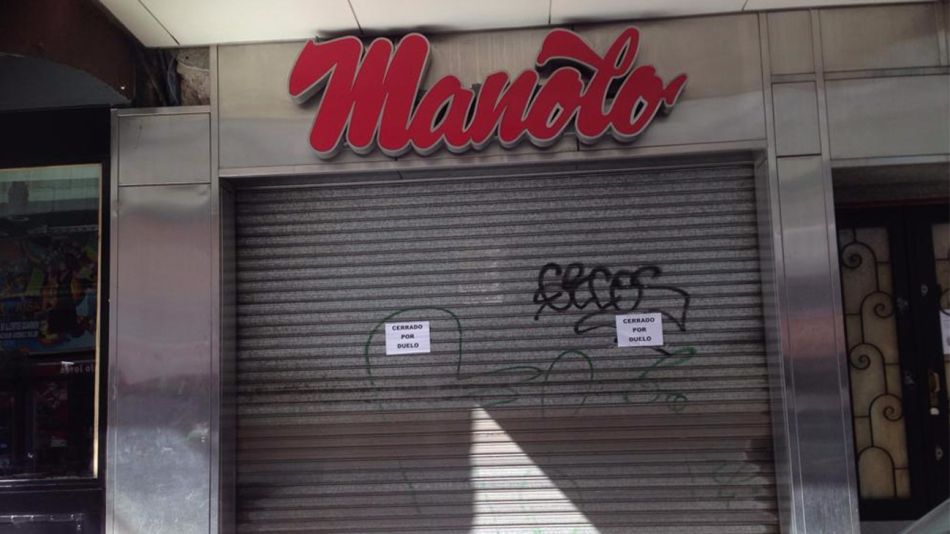 Manolo
CERRADO
POR
DUELO
CERRADO
POR
DUELO